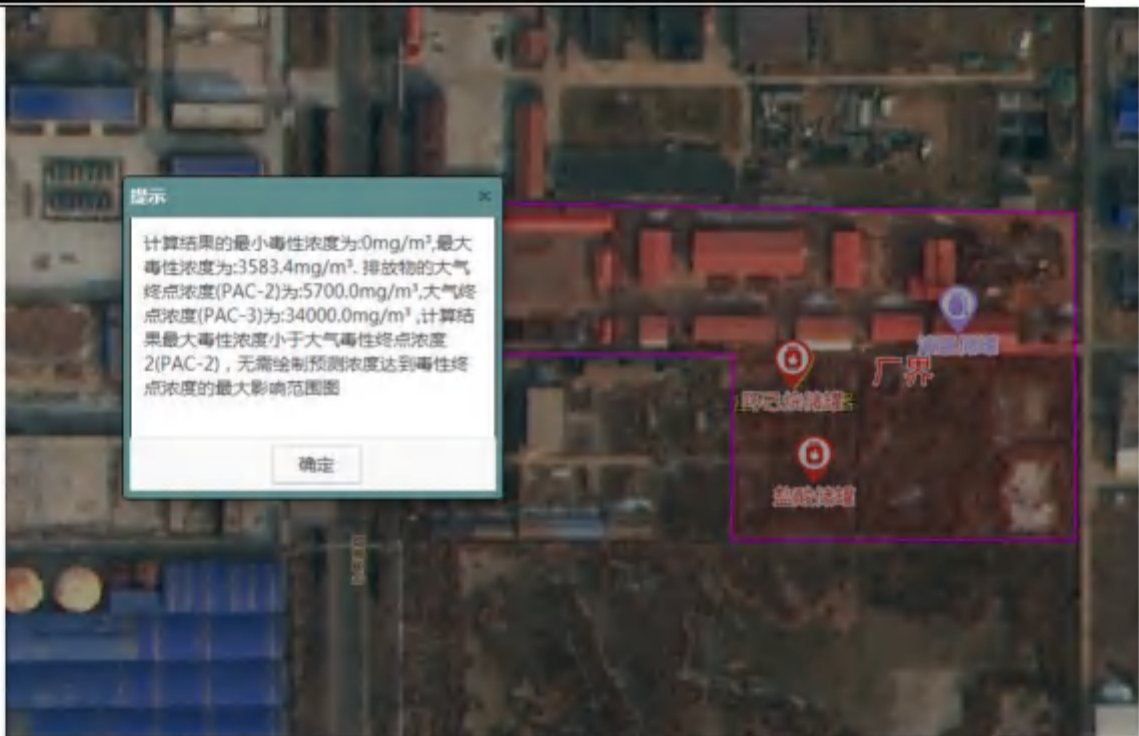 提示
计算结果的最小毒性浓度为:0mg/m³,最大
毒性浓度为:3583.4mg/m³. 排放物的大气
终点浓度(PAC-2)为:5700.0mg/m³,大气终
点浓度(PAC-3)为:34000.0mg/m³ ,计算结
果最大毒性浓度小于大气毒性终点浓度
2(PAC-2)，无需绘制预测浓度达到毒性终
点浓度的最大影响范围图
确定
厂界
盐酸储罐